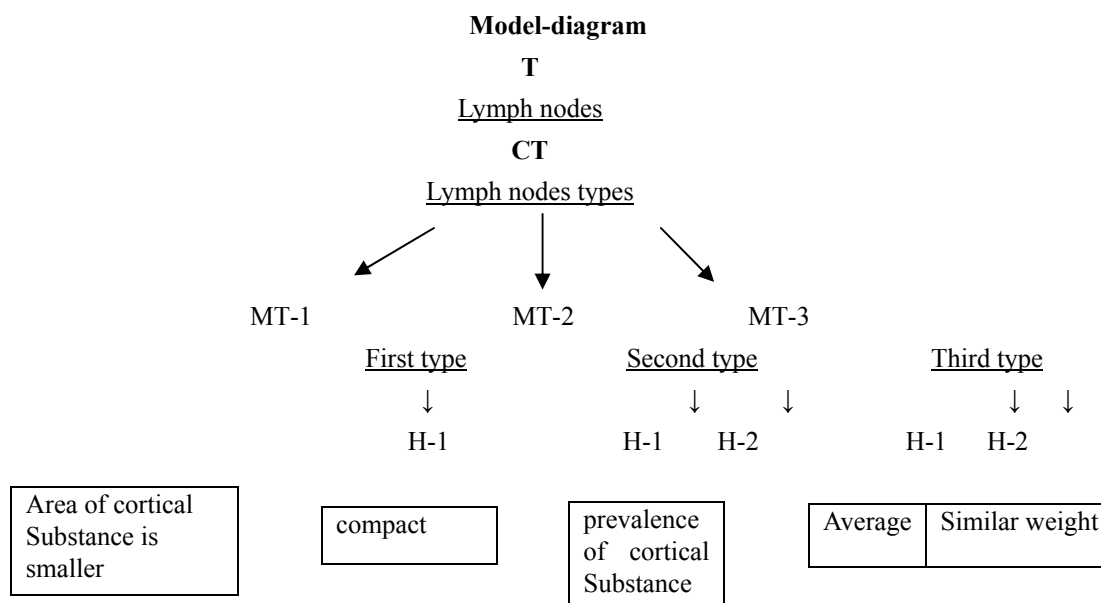 Model-diagram
T
Lymph nodes
CT
Lymph nodes types
MT-1 MT-2 MT-3
First type Second type Third type
↓ ↓ ↓ ↓ ↓
H-1 H-1 H-2 H-1 H-2
Area of cortical
Substance is
smaller
compact
prevalence
of cortical
Substance
Average
Similar weight